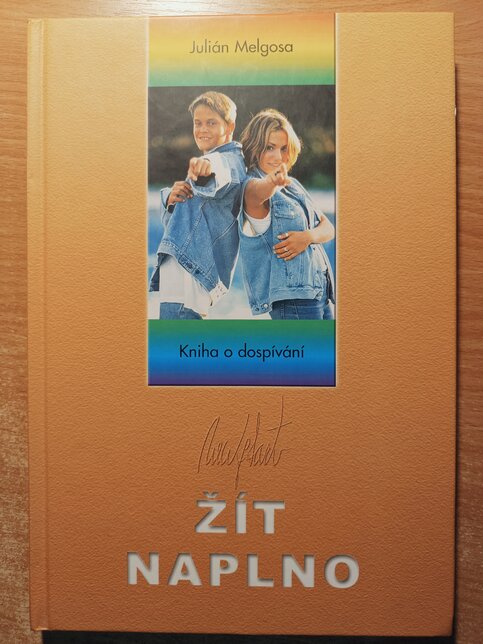 Julián Melgosa
Kniha o dospívání
ŽÍT
NAPLNO